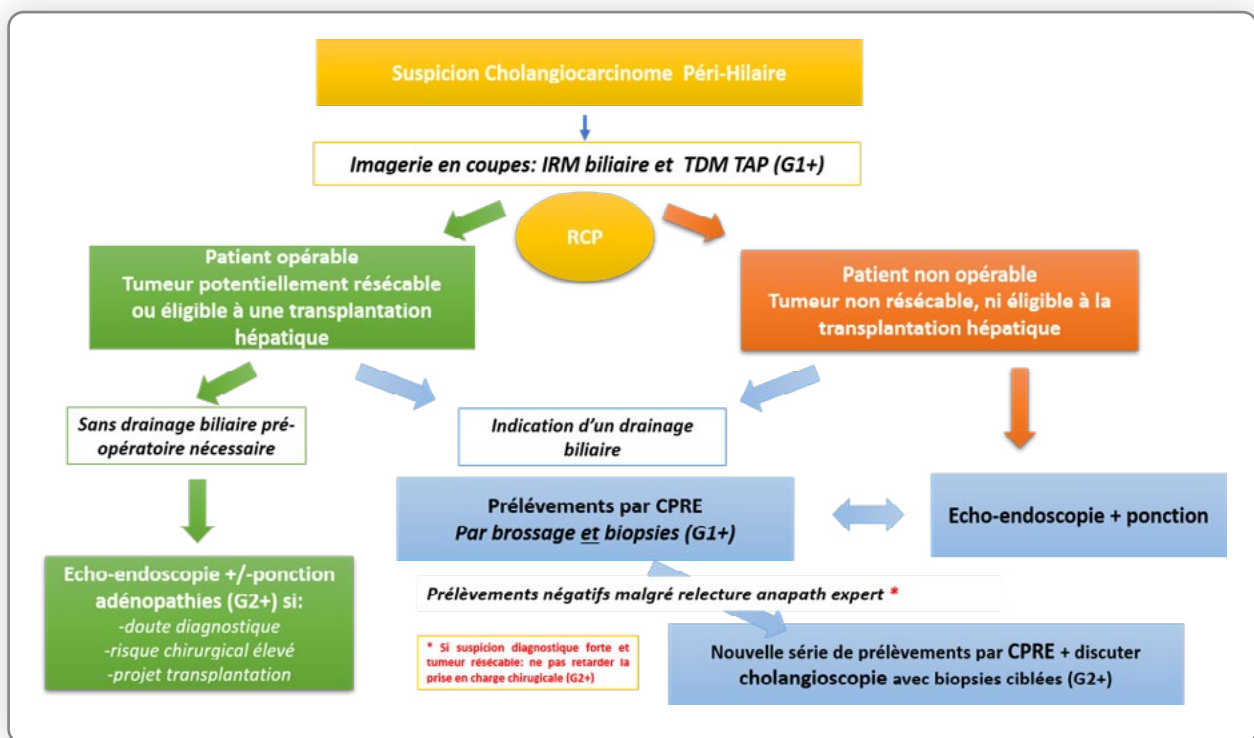 Suspicion Cholangiocarcinome Péri-Hilaire
Imagerie en coupes: IRM biliaire et TDM TAP (G1+)
RCP
Patient opérable
Tumeur potentiellement résécable
ou éligible à une transplantation
hépatique
Patient non opérable
Tumeur non résécable, ni éligible à la
transplantation hépatique
Sans drainage biliaire pré-
opératoire nécessaire
Indication d'un drainage
biliaire
Prélévements par CPRE
Par brossage et biopsies (G1+)
Echo-endoscopie + ponction
Echo-endoscopie +/-ponction
adénopathies (G2+) si:
-doute diagnostique
-risque chirurgical élevé
-projet transplantation
Prélèvements négatifs malgré relecture anapath expert *
* Si suspicion diagnostique forte et
tumeur résécable: ne pas retarder la
prise en charge chirugicale (G2+)
Nouvelle série de prélèvements par CPRE + discuter
cholangioscopie avec biopsies ciblées (G2+)